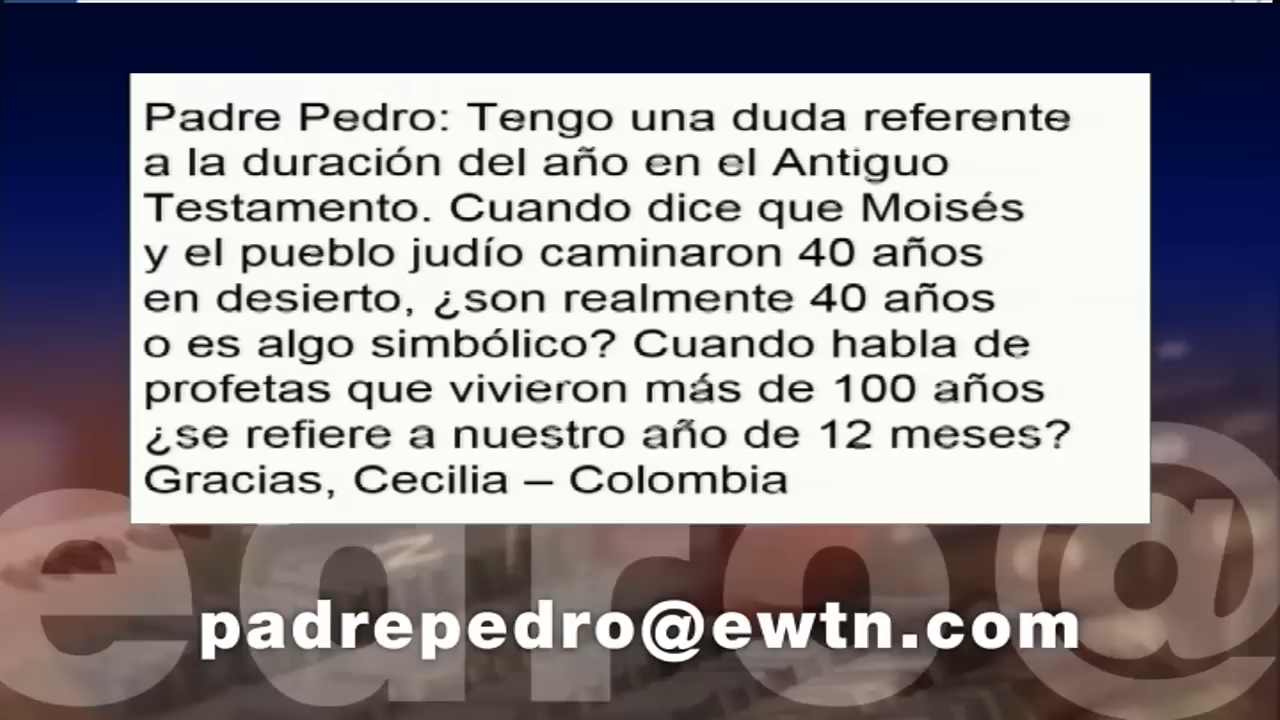 Padre Pedro: Tengo una duda referente
a la duración del año en el Antiguo
Testamento. Cuando dice que Moisés
y el pueblo judío caminaron 40 años
en desierto, ¿son realmente 40 años
o es algo simbólico? Cuando habla de
profetas que vivieron más de 100 años
¿se refiere a nuestro año de 12 meses?
Gracias, Cecilia – Colombia
edro@
padrepedro@ewtn.com